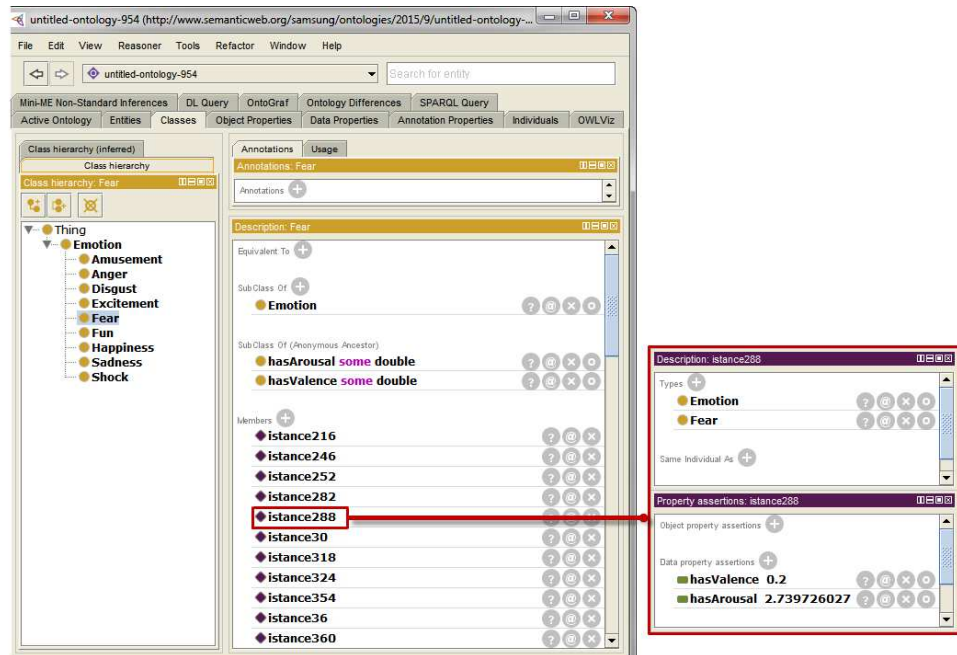 untitled-ontology-954 (http://www.semanticweb.org/samsung/ontologies/2015/9/untitled-ontology-...
File Edit View Reasoner Tools Refactor Window Help
untitled-ontology-954
Search for entity
Mini-ME Non-Standard Inferences DL Query OntoGraf Ontology Differences SPARQL Query
Active Ontology Entities Classes Object Properties Data Properties Annotation Properties Individuals OWLViz
Class hierarchy (inferred)
Class hierarchy
Class hierarchy: Fear
Thing
Emotion
Amusement
Anger
Disgust
Excitement
Fear
Fun
Happiness
Sadness
Shock
Annotations Usage
Annotations: Fear
Annotations
Description: Fear
Equivalent To
SubClass Of
Emotion
SubClass Of (Anonymous Ancestor)
hasArousal some double
hasValence some double
Members
istance216
istance246
istance252
istance282
istance288
istance30
istance318
istance324
istance354
istance36
istance360
Description: istance288
Types
Emotion
Fear
Same Individual As
Property assertions: istance288
Object property assertions
Data property assertions
hasValence 0.2
hasArousal 2.739726027